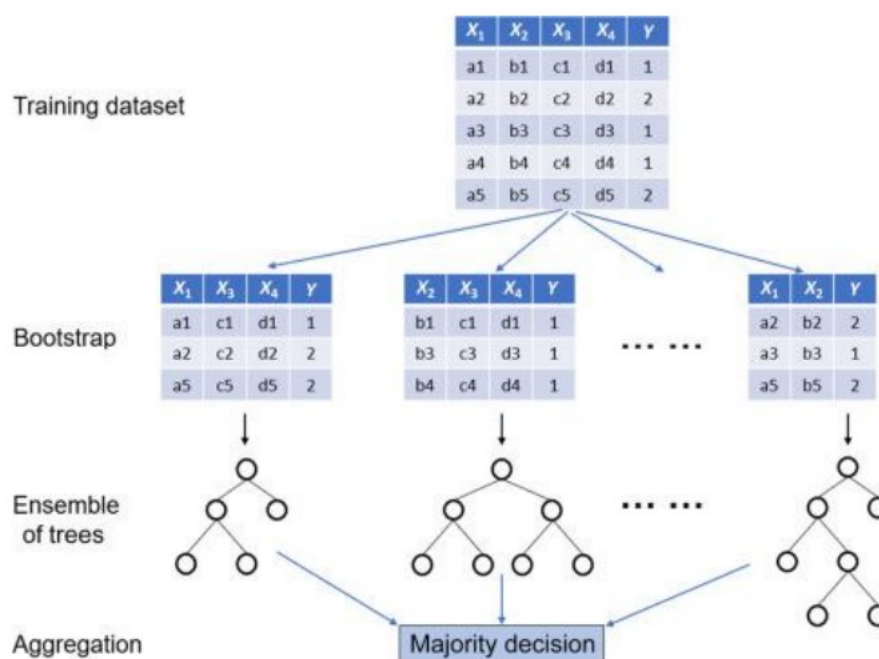 X₁ X₂ X₃ X₄ Y
a1 b1 c1 d1 1
Training dataset
a2 b2 c2 d2 2
a3 b3 c3 d3 1
a4 b4 c4 d4 1
a5 b5 c5 d5 2
X₁ X₃ X₄ Y
a1 c1 d1 1
a2 c2 d2 2
a5 c5 d5 2
X₂ X₃ X₄ Y
b1 c1 d1 1
b3 c3 d3 1
b4 c4 d4 1
X₁ X₂ Y
a2 b2 2
a3 b3 1
a5 b5 2
Bootstrap
... ...
Ensemble
of trees
... ...
Aggregation
Majority decision